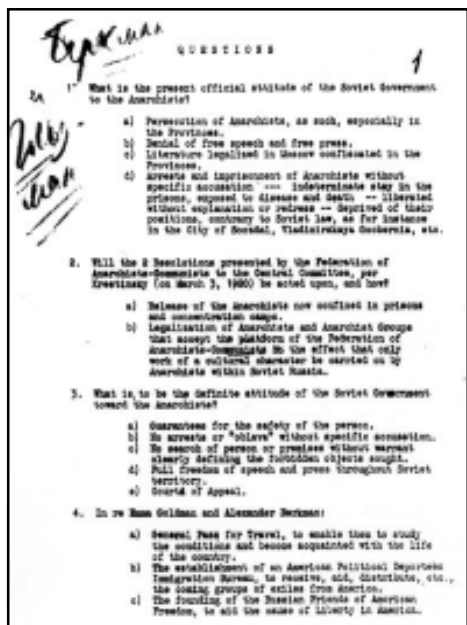 Беркман
QUESTIONS
1
1 What is the present official attitude of the Soviet Government
to the Anarchists?
a) Persecution of Anarchists, as such, especially in
the Provinces.
b) Denial of free speech and free press.
c) Literature legalized in Moscow confiscated in the
Provinces.
d) Arrests and imprisonment of Anarchists without
specific accusation --- indeterminate stay in the
prisons, exposed to disease and death -- liberated
without explanation or redress -- deprived of their
positions, contrary to Soviet law, as for instance
in the City of Vladimirskaya Gubernia, etc.
2. Will the 2 Resolutions presented by the Federation of
Anarchists-Communists to the Central Committee, per
Krestinsky (on March 3, 1920) be acted upon, and how?
a) Release of the Anarchists now confined in prisons
and concentration camps.
b) Legalization of Anarchists and Anarchist Groups
that accept the platform of the Federation of
Anarchists-Communists to the effect that only
work of a cultural character be carried on by
Anarchists within Soviet Russia.
3. What is to be the definite attitude of the Soviet Government
toward the Anarchists?
a) Guarantees for the safety of the person.
b) No arrests or "oblava" without specific accusation.
c) No search of person or premises without warrant
clearly defining the forbidden objects sought.
d) Full freedom of speech and press throughout Soviet
territory.
e) Courts of Appeal.
4. In re Emma Goldman and Alexander Berkman:
a) General Pass for Travel, to enable them to study
the conditions and become acquainted with the life
of the country.
b) The establishment of an American Political Deportees
Immigration Bureau, to receive, aid, distribute, etc.,
the coming groups of exiles from America.
c) The founding of the Russian Friends of American
Freedom, to aid the cause of Liberty in America.